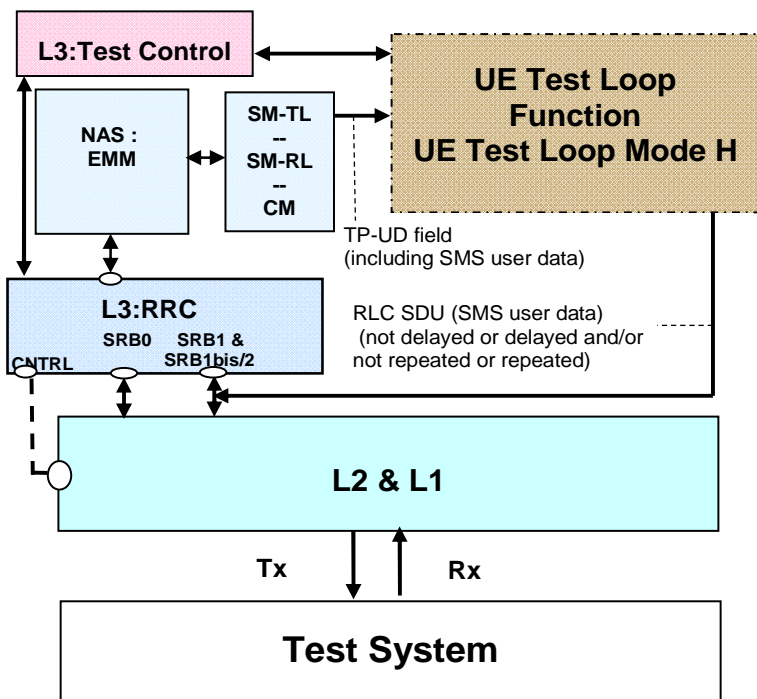 L3:Test Control
UE Test Loop
Function
UE Test Loop Mode H
NAS :
EMM
SM-TL
--
SM-RL
--
CM
TP-UD field
(including SMS user data)
L3:RRC
SRB0
SRB1 &
SRB1bis/2
CNTRL
RLC SDU (SMS user data)
(not delayed or delayed and/or
not repeated or repeated)
L2 & L1
Tx
Rx
Test System